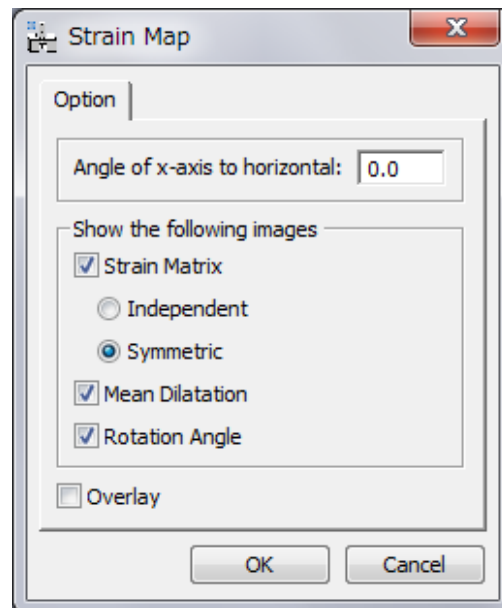 Strain Map
Option
Angle of x-axis to horizontal: 0.0
Show the following images
Strain Matrix
Independent
Symmetric
Mean Dilatation
Rotation Angle
Overlay
OK Cancel